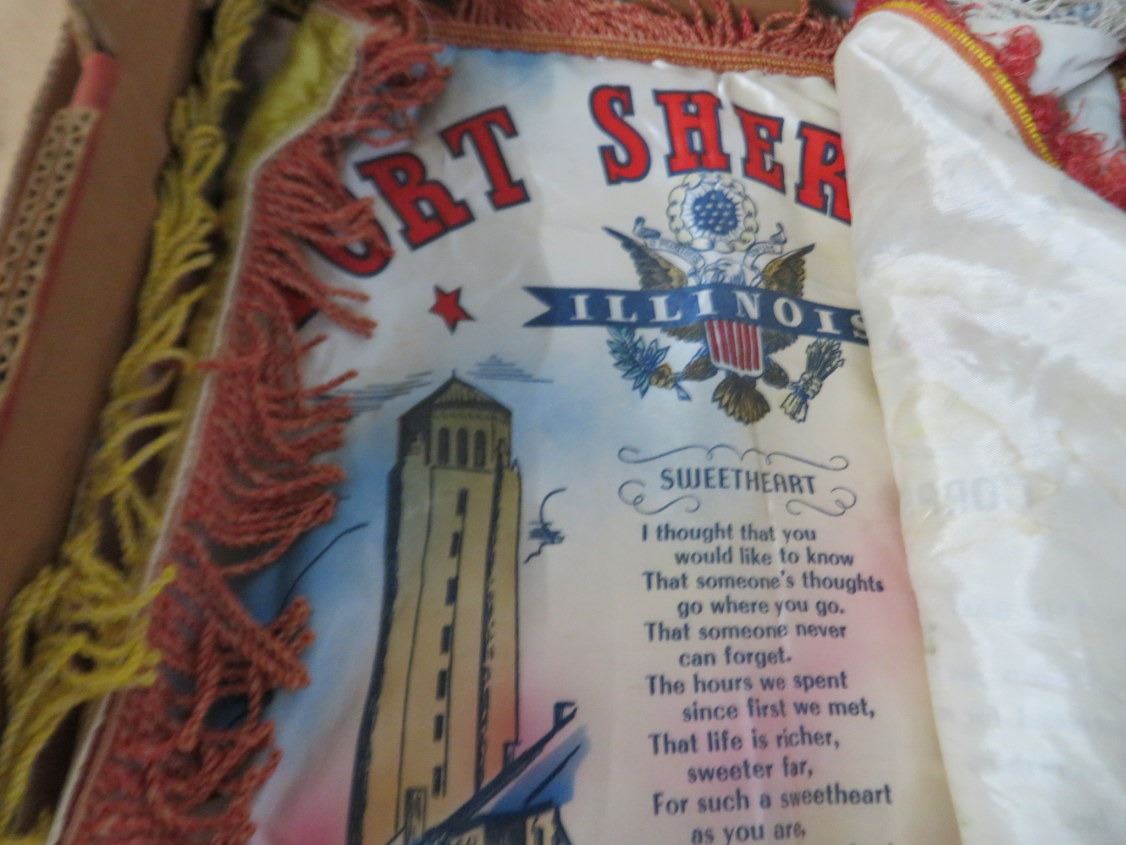 ORT SHER
ILLINOIS
SWEETHEART
I thought that you
would like to know
That someone's thoughts
go where you go.
That someone never
can forget.
The hours we spent
since first we met,
That life is richer,
sweeter far,
For such a sweetheart
as you are,